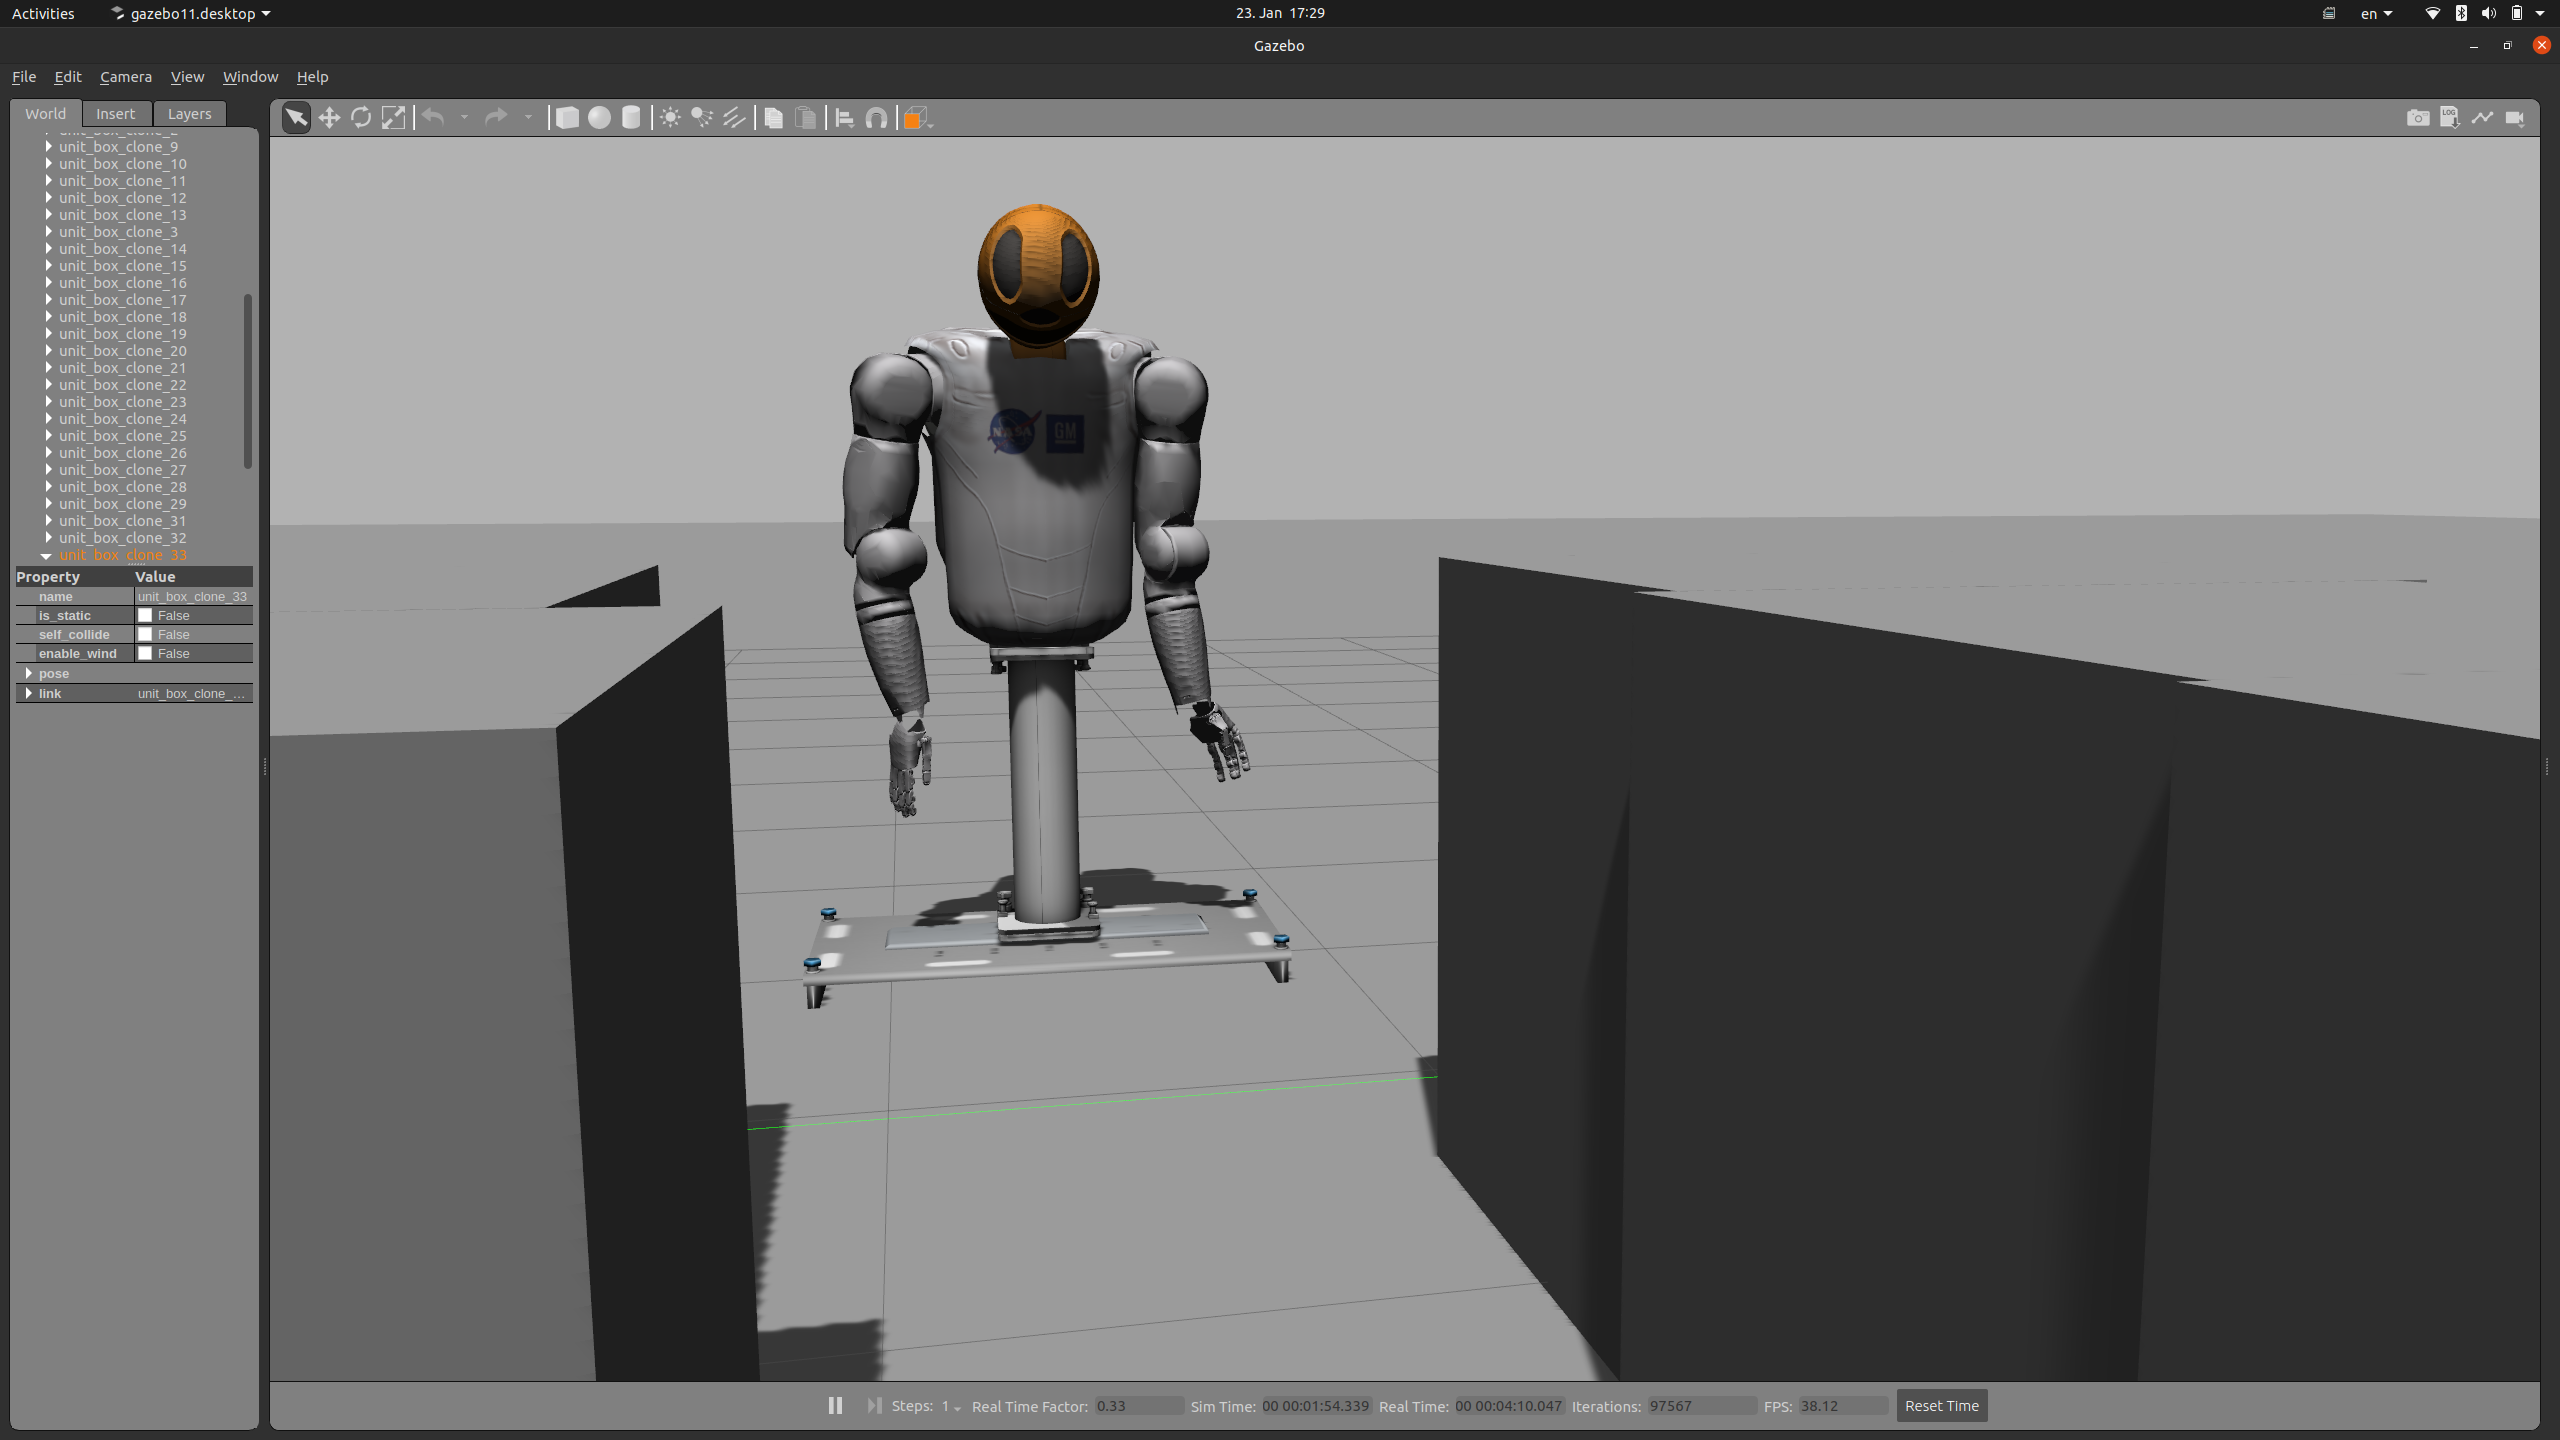 Activities gazebo11.desktop 23. Jan 17:29 en
Gazebo
File Edit Camera View Window Help
World Insert Layers
LOG
unit_box_clone_2
unit_box_clone_9
unit_box_clone_10
unit_box_clone_11
unit_box_clone_12
unit_box_clone_13
unit_box_clone_3
unit_box_clone_14
unit_box_clone_15
unit_box_clone_16
unit_box_clone_17
unit_box_clone_18
unit_box_clone_19
unit_box_clone_20
unit_box_clone_21
unit_box_clone_22
unit_box_clone_23
unit_box_clone_24
unit_box_clone_25
unit_box_clone_26
unit_box_clone_27
unit_box_clone_28
unit_box_clone_29
unit_box_clone_31
unit_box_clone_32
unit_box_clone_33
Property Value
name unit_box_clone_33
is_static False
self_collide False
enable_wind False
pose
link unit_box_clone_...
NASA GM
Steps: 1 Real Time Factor: 0.33 Sim Time: 00 00:01:54.339 Real Time: 00 00:04:10.047 Iterations: 97567 FPS: 38.12 Reset Time